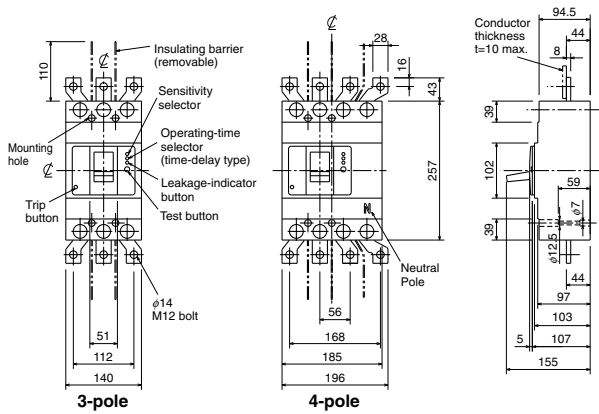 ℄
110
Insulating barrier
(removable)
Sensitivity
selector
Operating-time
selector
(time-delay type)
Leakage-indicator
button
Test button
Mounting
hole
℄
Trip
button
φ14
M12 bolt
51
112
140
3-pole
℄
28
16
43
257
N
Neutral
Pole
56
168
185
196
4-pole
94.5
44
8
Conductor
thickness
t=10 max.
39
102
39
59
φ7
φ12.5
44
97
103
5
107
155